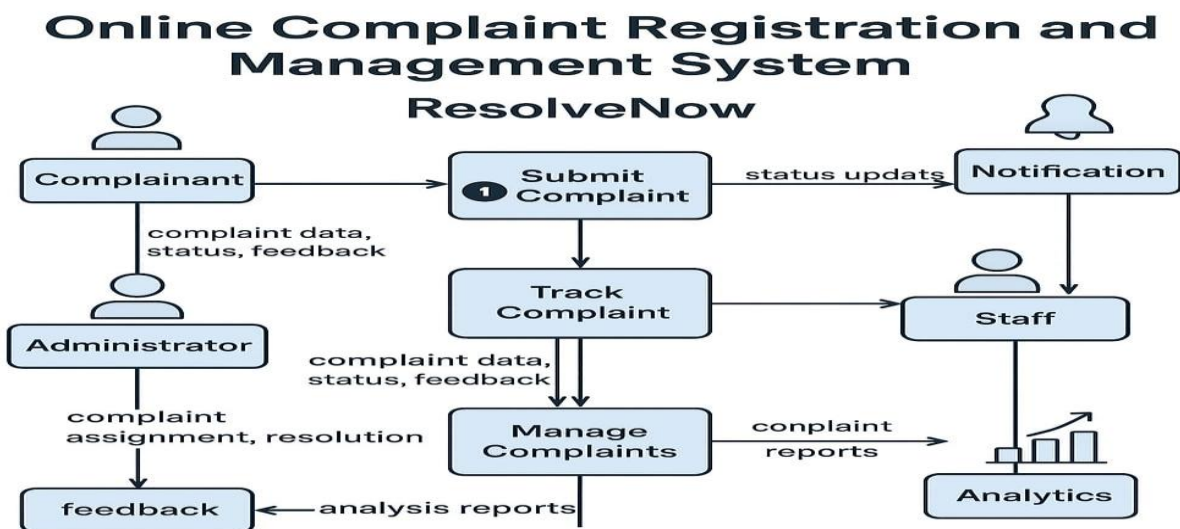 Online Complaint Registration and
Management System
ResolveNow
Complainant
1 Submit
Complaint
status updats
Notification
complaint data,
status, feedback
Track
Complaint
Staff
Administrator
complaint data,
status, feedback
complaint
assignment, resolution
Manage
Complaints
conplaint
reports
feedback
analysis reports
Analytics